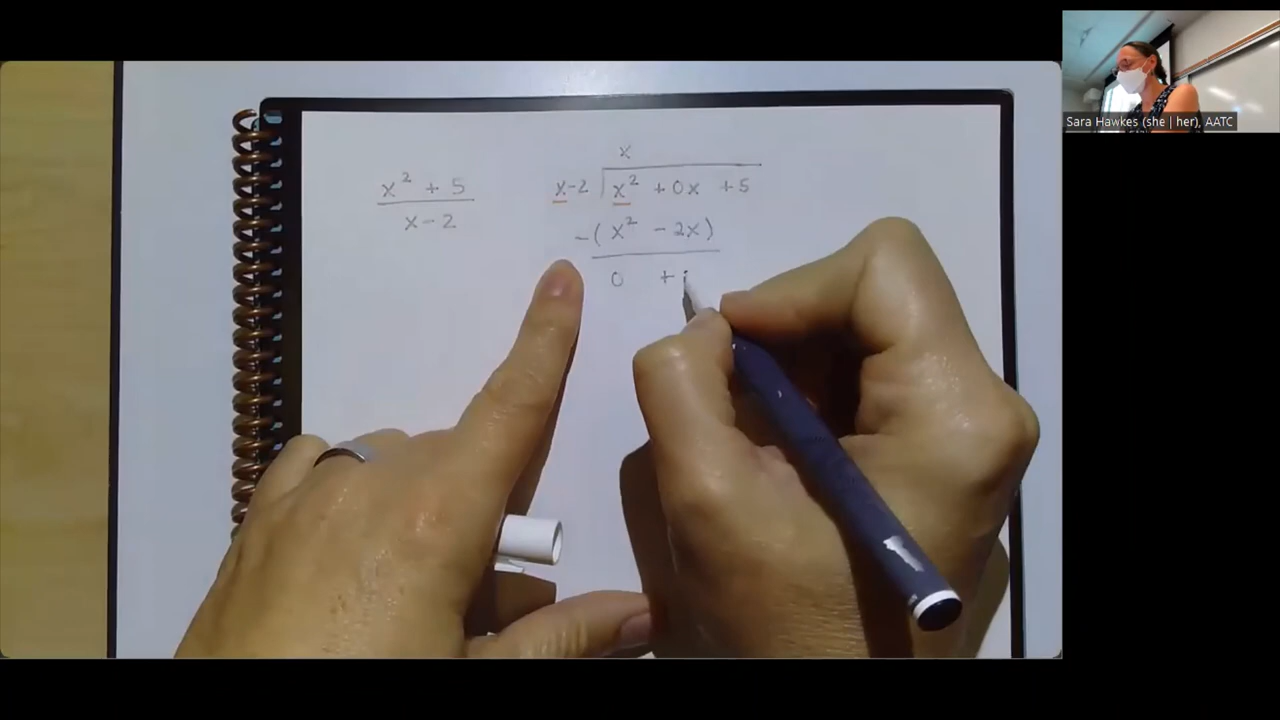 x² + 5
x - 2
x
x-2 x² + 0x + 5
-( x² - 2x)
0 +
Sara Hawkes (she | her), AATC